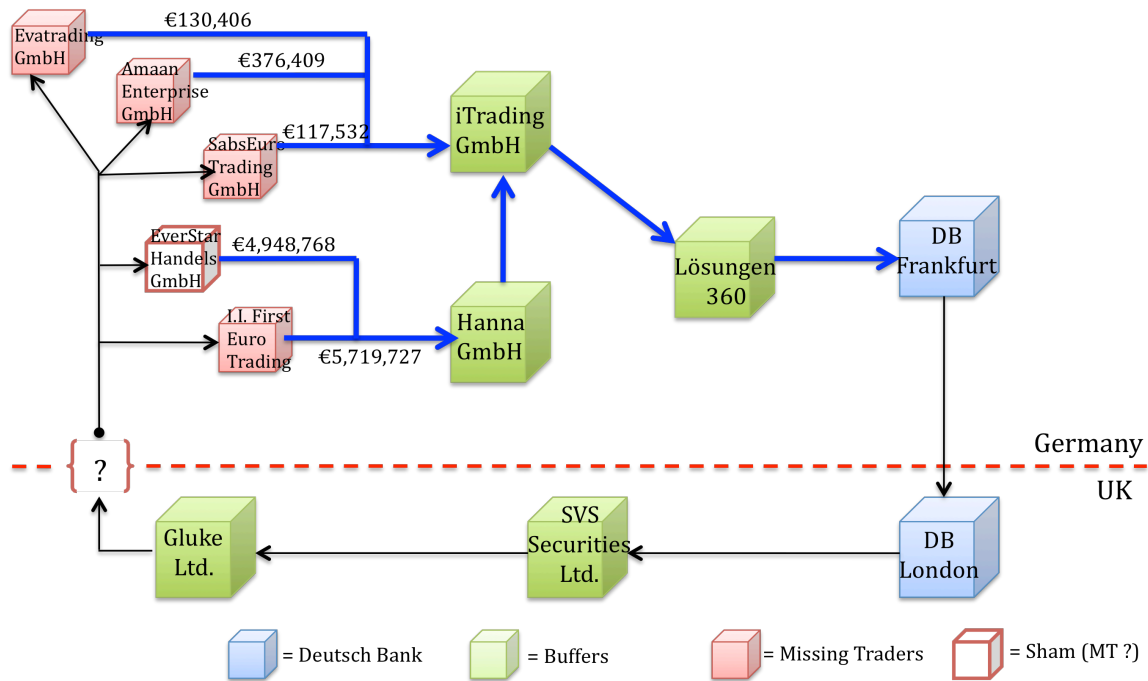 €130,406
Evatrading
GmbH
€376,409
Amaan
Enterprise
GmbH
€117,532
SabsEuro
Trading
GmbH
iTrading
GmbH
EverStar
Handels
GmbH
€4,948,768
Lösungen
360
DB
Frankfurt
I.I. First
Euro
Trading
€5,719,727
Hanna
GmbH
Germany
?
UK
Gluke
Ltd.
SVS
Securities
Ltd.
DB
London
= Deutsch Bank
= Buffers
= Missing Traders
= Sham (MT ?)